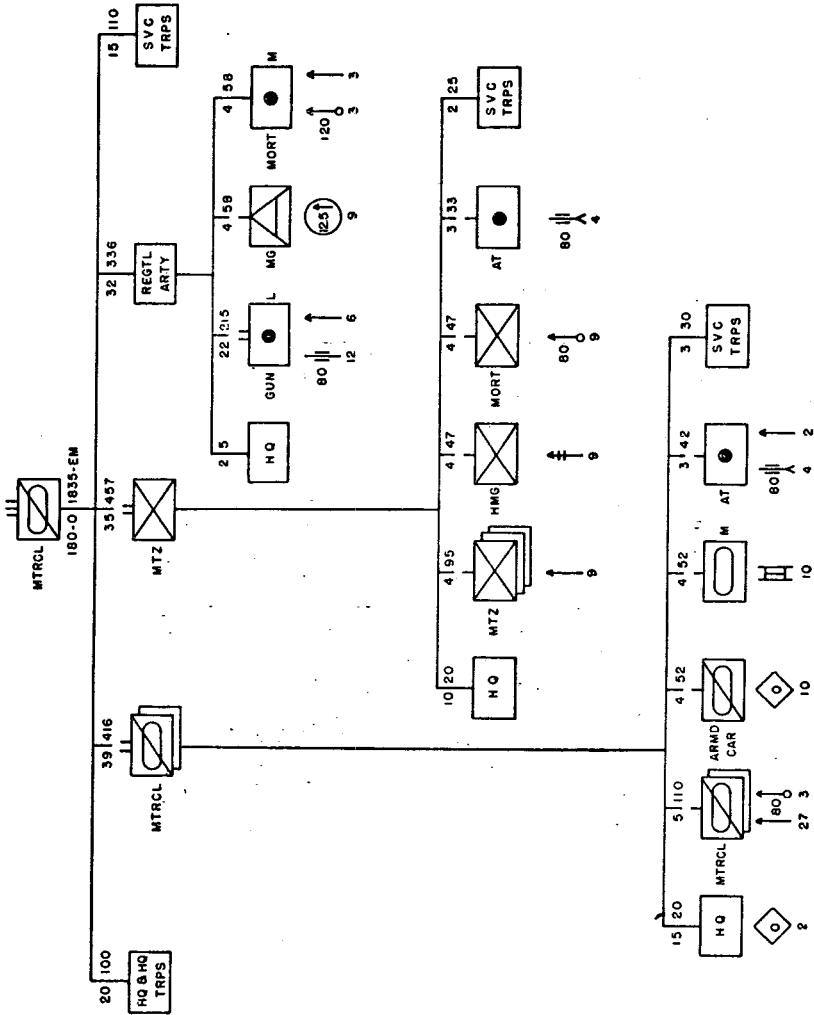 MTRCL
180-O 1835-EM
20 100
HQ & HQ
TRPS
39 416
MTRCL
35 457
MTZ
32 336
REGTL
ARTY
15 110
SVC
TRPS
2 5
HQ
22 215
GUN
L
80
12
6
4 58
MG
12.5
9
4 58
MORT
M
120
3
3
10 20
HQ
4 95
MTZ
9
4 47
HMG
9
4 47
MORT
80
9
3 33
AT
80
4
2 25
SVC
TRPS
15 20
HQ
2
5 110
MTRCL
27
80
3
4 52
ARMD
CAR
10
4 52
M
10
3 42
AT
80
4
2
3 30
SVC
TRPS